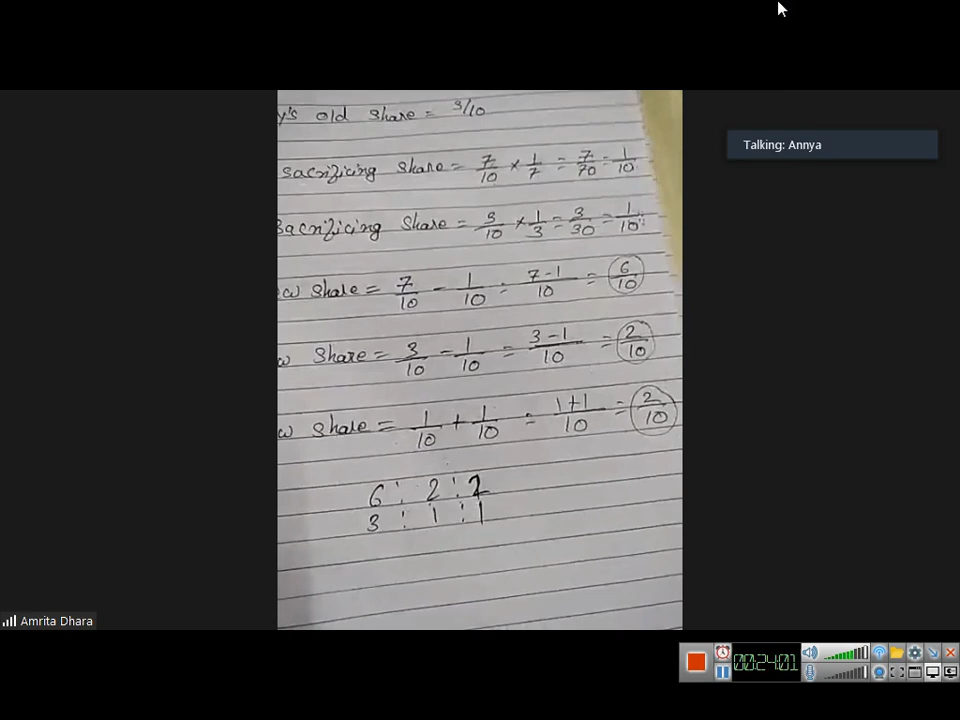 Talking: Annya
y's old share = 3/10
sacrificing share = 7/10 × 1/7 = 7/70 = 1/10
Sacrificing share = 3/10 × 1/3 = 3/30 = 1/10
w share = 7/10 - 1/10 = 7-1/10 = 6/10
w share = 3/10 - 1/10 = 3-1/10 = 2/10
w share = 1/10 + 1/10 = 1+1/10 = 2/10
6 : 2 : 2
3 : 1 : 1
Amrita Dhara
00:24:01